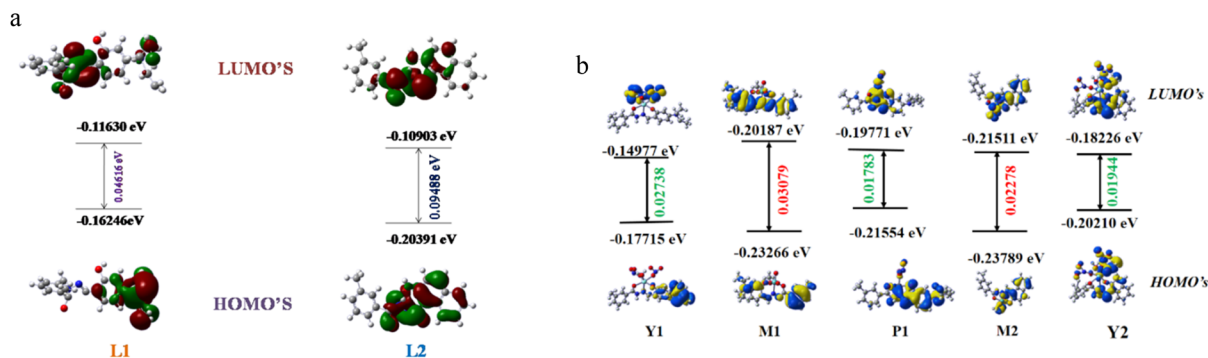 a
LUMO'S
-0.11630 eV
-0.10903 eV
0.04616 eV
0.09488 eV
-0.16246eV
-0.20391 eV
HOMO'S
L1
L2
b
LUMO's
-0.14977 eV
-0.20187 eV
-0.19771 eV
-0.21511 eV
-0.18226 eV
0.02738
0.03079
0.01783
0.02278
0.01944
-0.17715 eV
-0.23266 eV
-0.21554 eV
-0.23789 eV
-0.20210 eV
HOMO's
Y1
M1
P1
M2
Y2